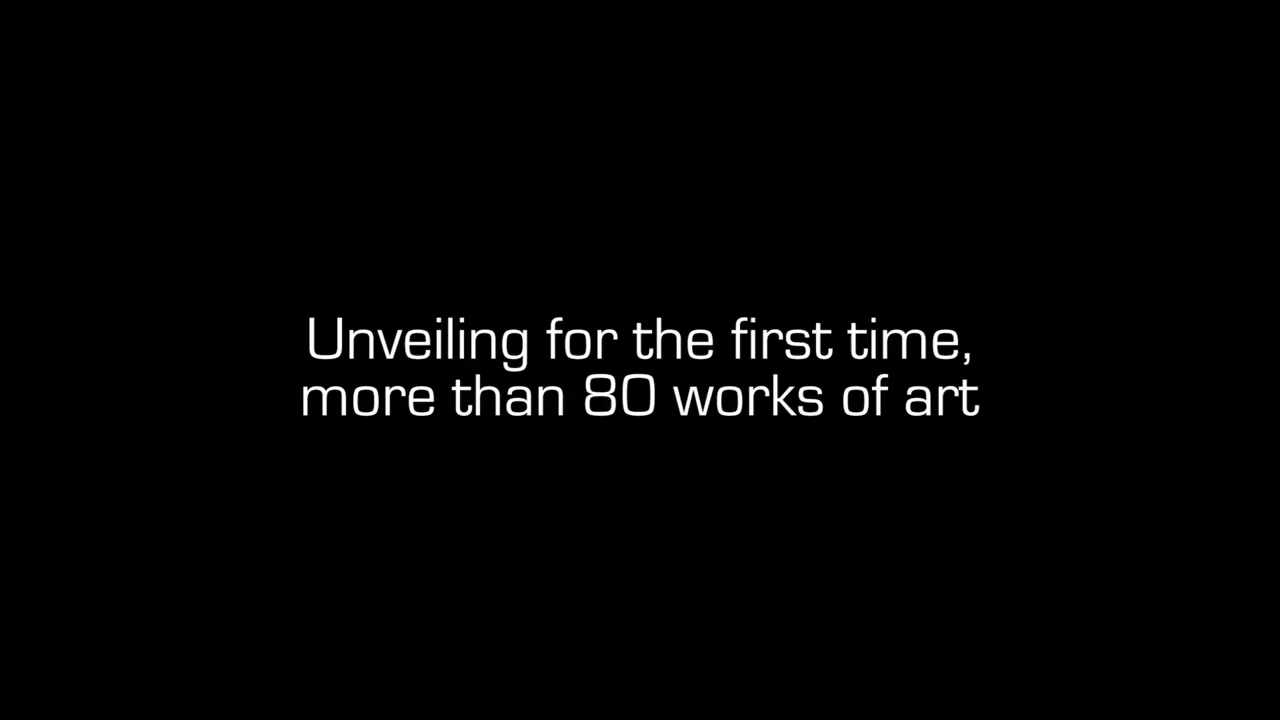 Unveiling for the first time,
more than 80 works of art